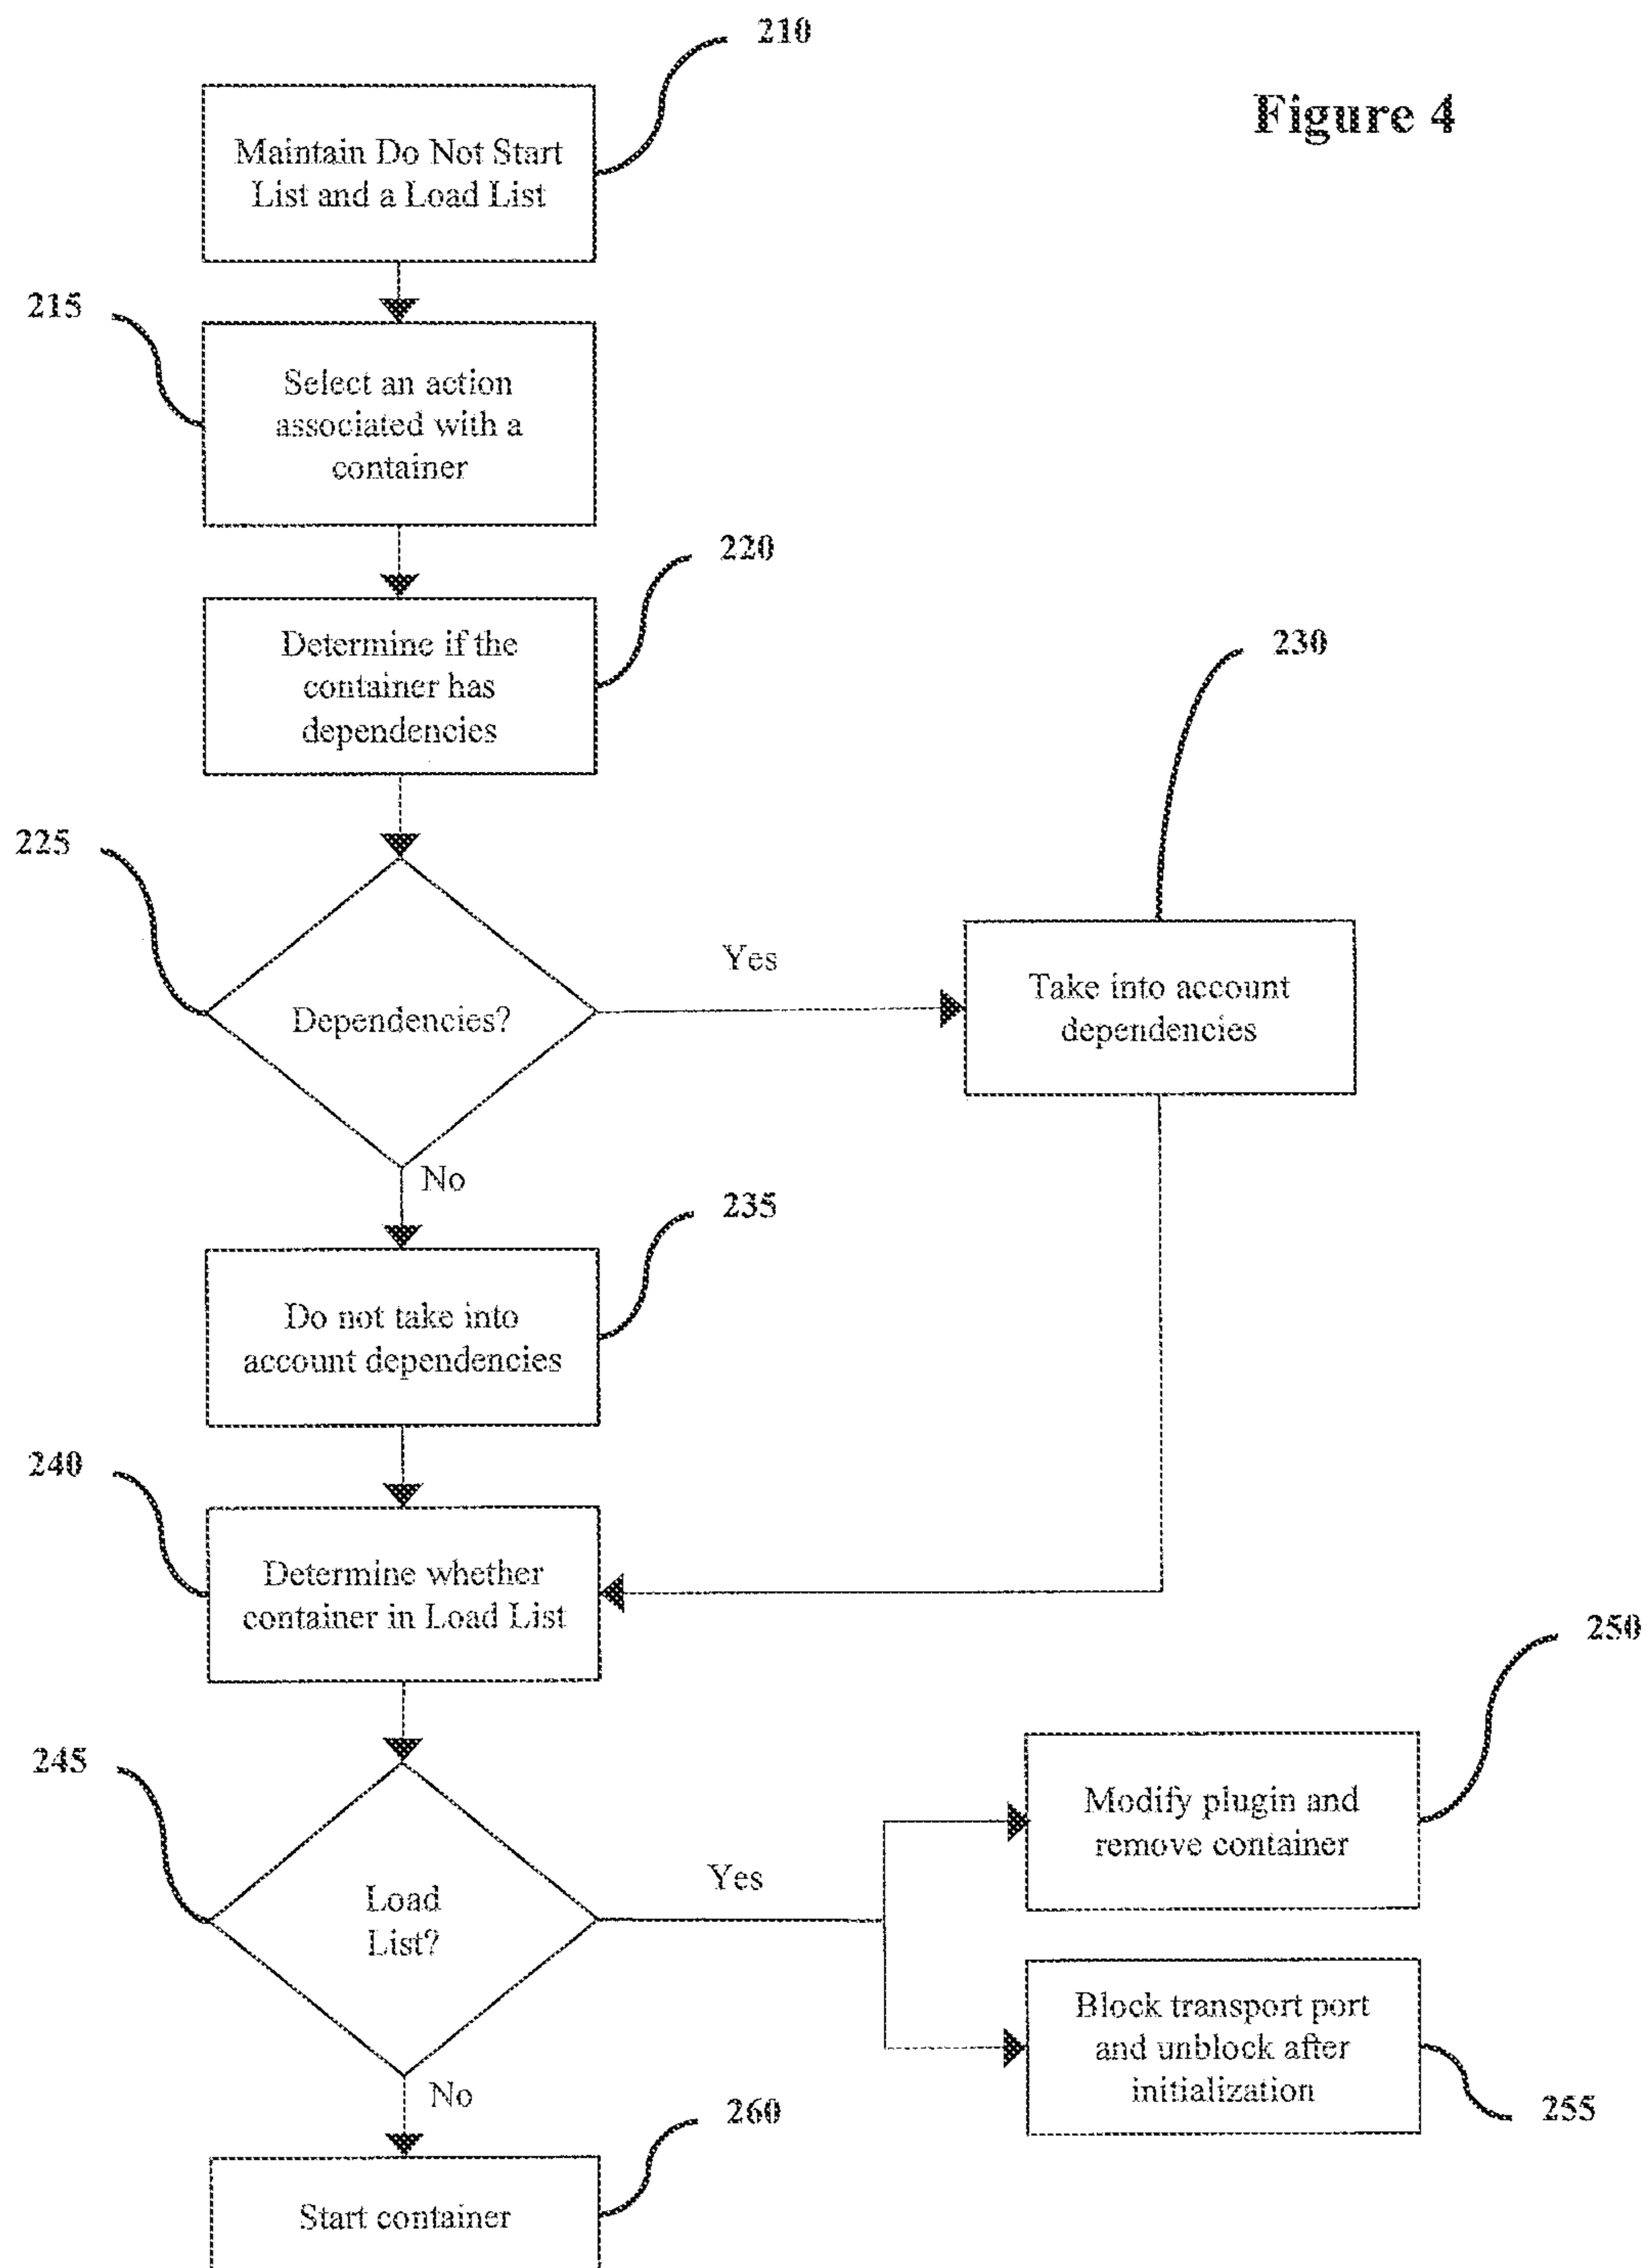 210
Figure 4
Maintain Do Not Start
List and a Load List
215
Select an action
associated with a
container
220
Determine if the
container has
dependencies
230
225
Yes
Dependencies?
Take into account
dependencies
No
235
Do not take into
account dependencies
240
Determine whether
container in Load List
250
245
Modify plugin and
remove container
Yes
Load
List?
Block transport port
and unblock after
initialization
No
260
255
Start container